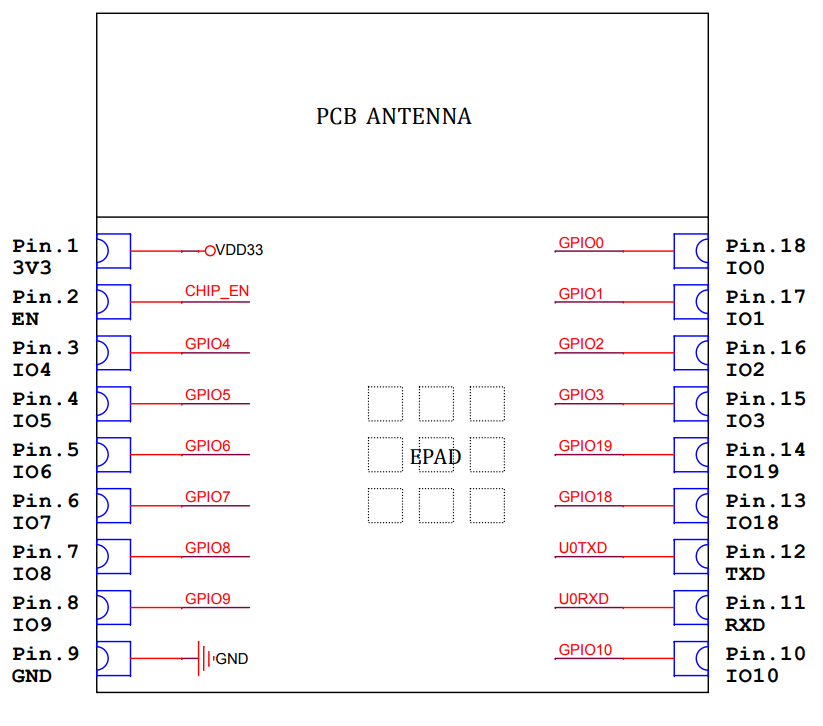 PCB ANTENNA
Pin.1
3V3
VDD33
GPIO0
Pin.18
IO0
Pin.2
EN
CHIP_EN
GPIO1
Pin.17
IO1
Pin.3
IO4
GPIO4
GPIO2
Pin.16
IO2
Pin.4
IO5
GPIO5
GPIO3
Pin.15
IO3
Pin.5
IO6
GPIO6
EPAD
GPIO19
Pin.14
IO19
Pin.6
IO7
GPIO7
GPIO18
Pin.13
IO18
Pin.7
IO8
GPIO8
U0TXD
Pin.12
TXD
Pin.8
IO9
GPIO9
U0RXD
Pin.11
RXD
Pin.9
GND
GND
GPIO10
Pin.10
IO10